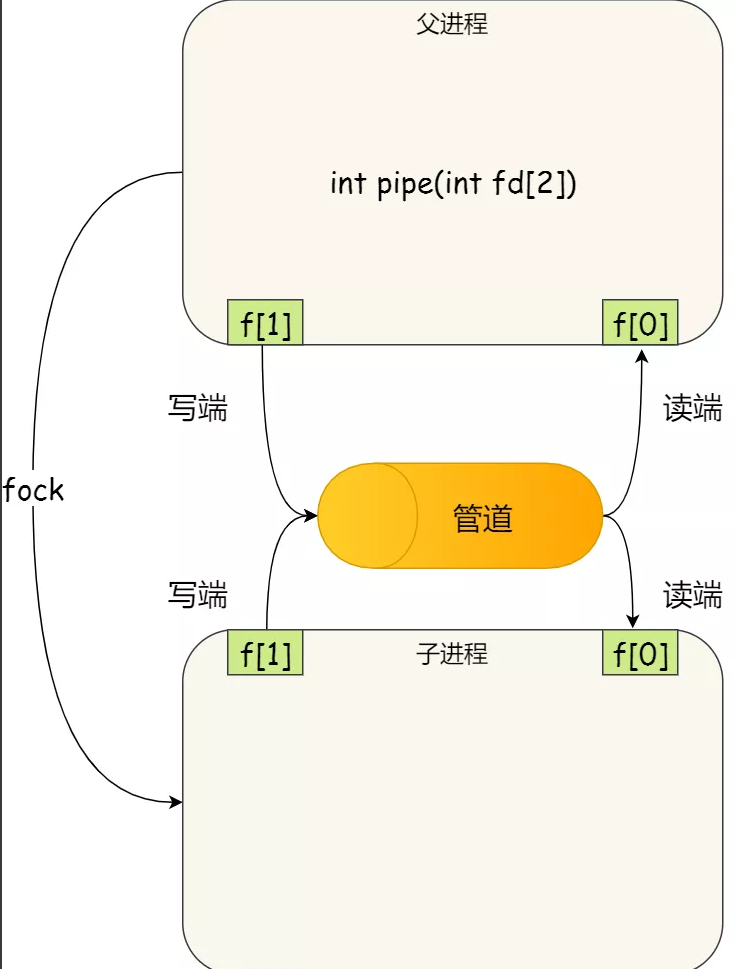 父进程
int pipe(int fd[2])
f[1]
f[0]
写端
读端
fock
管道
写端
读端
f[1]
子进程
f[0]